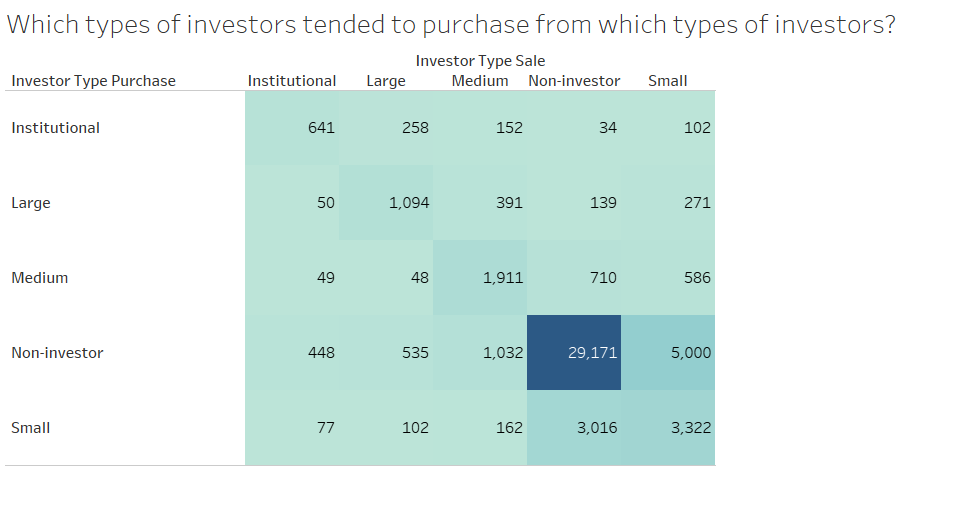 Which types of investors tended to purchase from which types of investors?
Investor Type Sale
Investor Type Purchase Institutional Large Medium Non-investor Small
Institutional 641 258 152 34 102
Large 50 1,094 391 139 271
Medium 49 48 1,911 710 586
Non-investor 448 535 1,032 29,171 5,000
Small 77 102 162 3,016 3,322